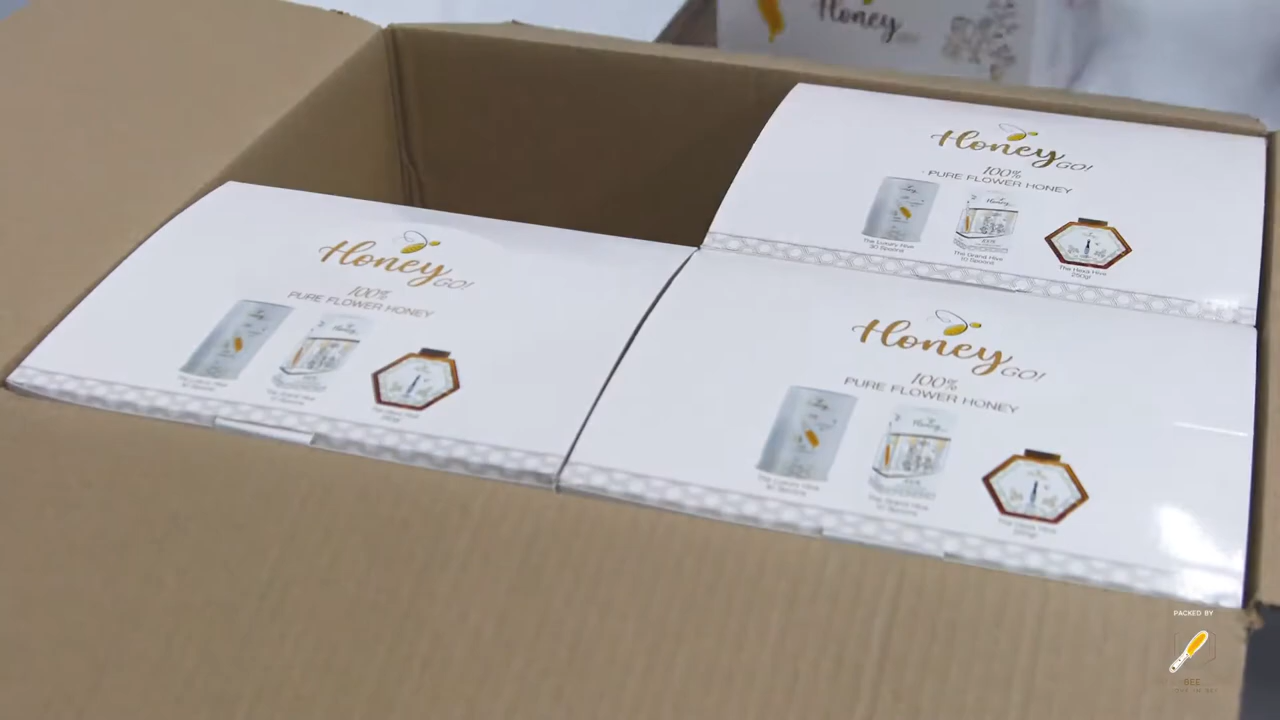 Honey
Honey GO!
100%
PURE FLOWER HONEY
The Luxury Hive
30 Spoons
The Grand Hive
10 Spoons
The Hexa Hive
250g
Honey GO!
100%
PURE FLOWER HONEY
Honey GO!
100%
PURE FLOWER HONEY
PACKED BY
BEE